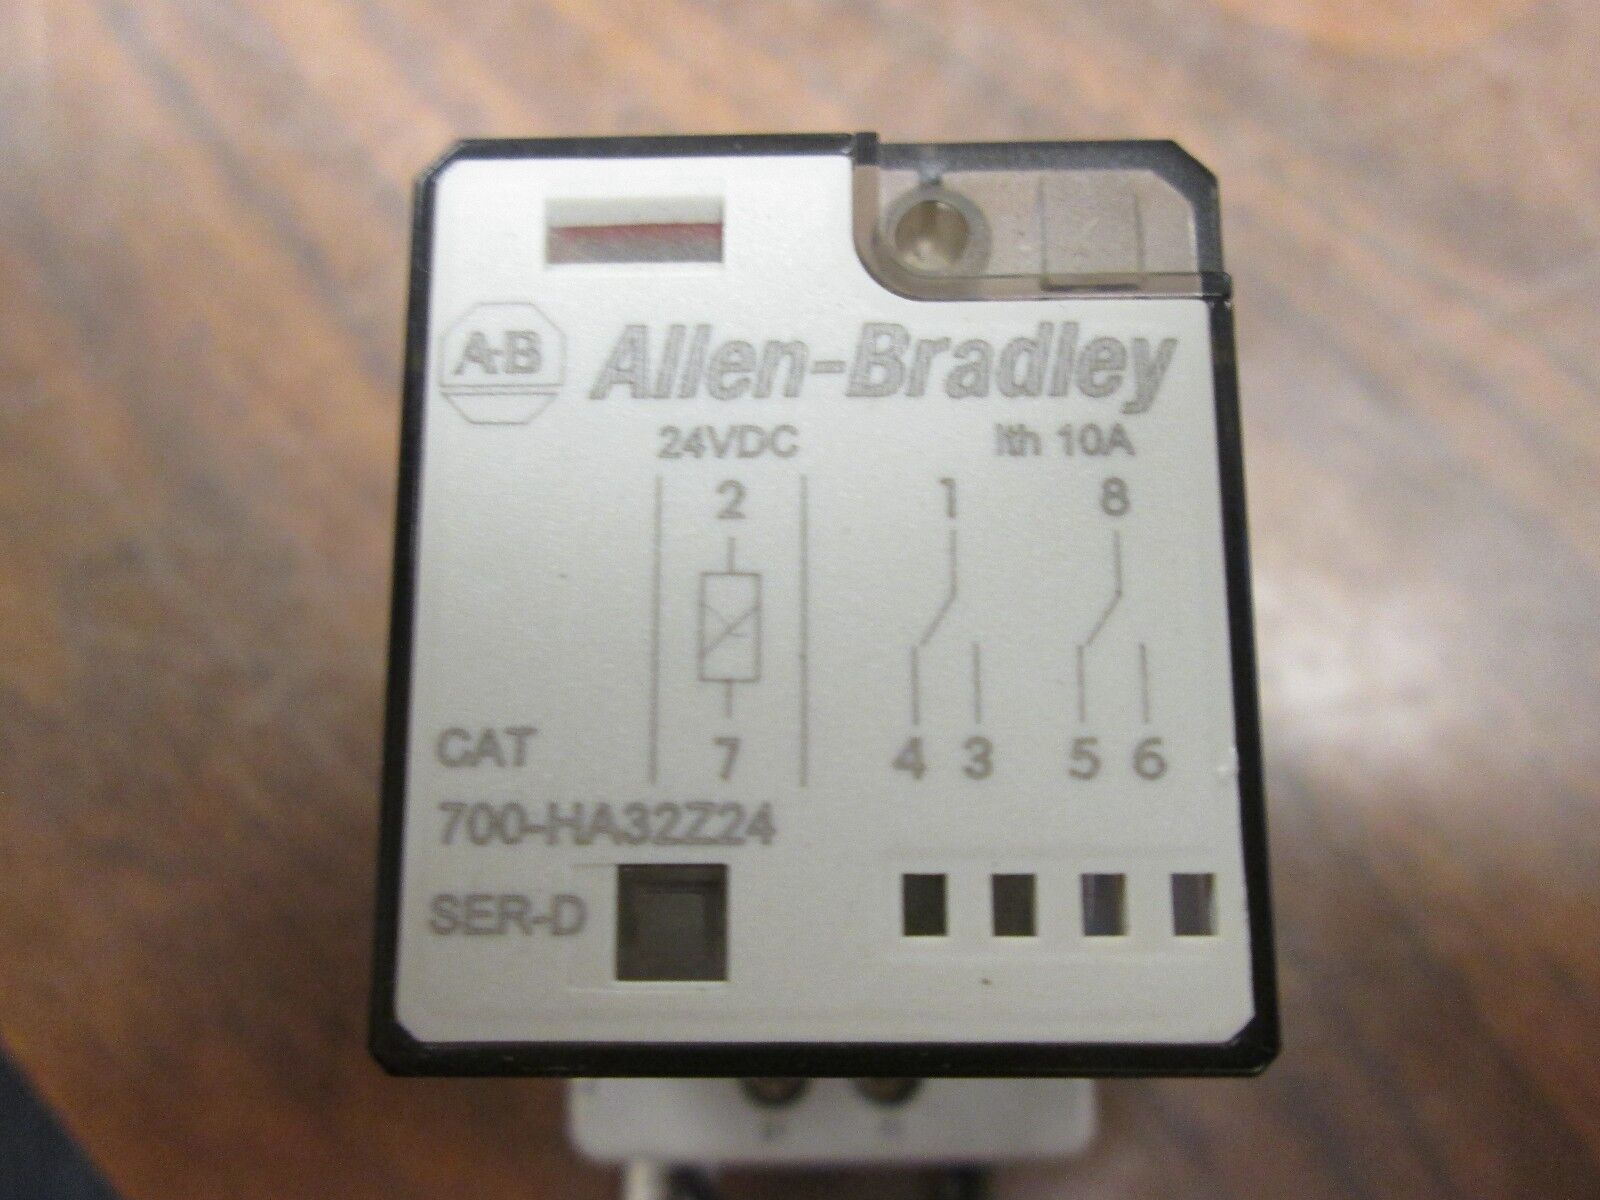 A-B Allen-Bradley
24VDC Ith 10A
2 1 8
CAT 7 4 3 5 6
700-HA32Z24
SER-D